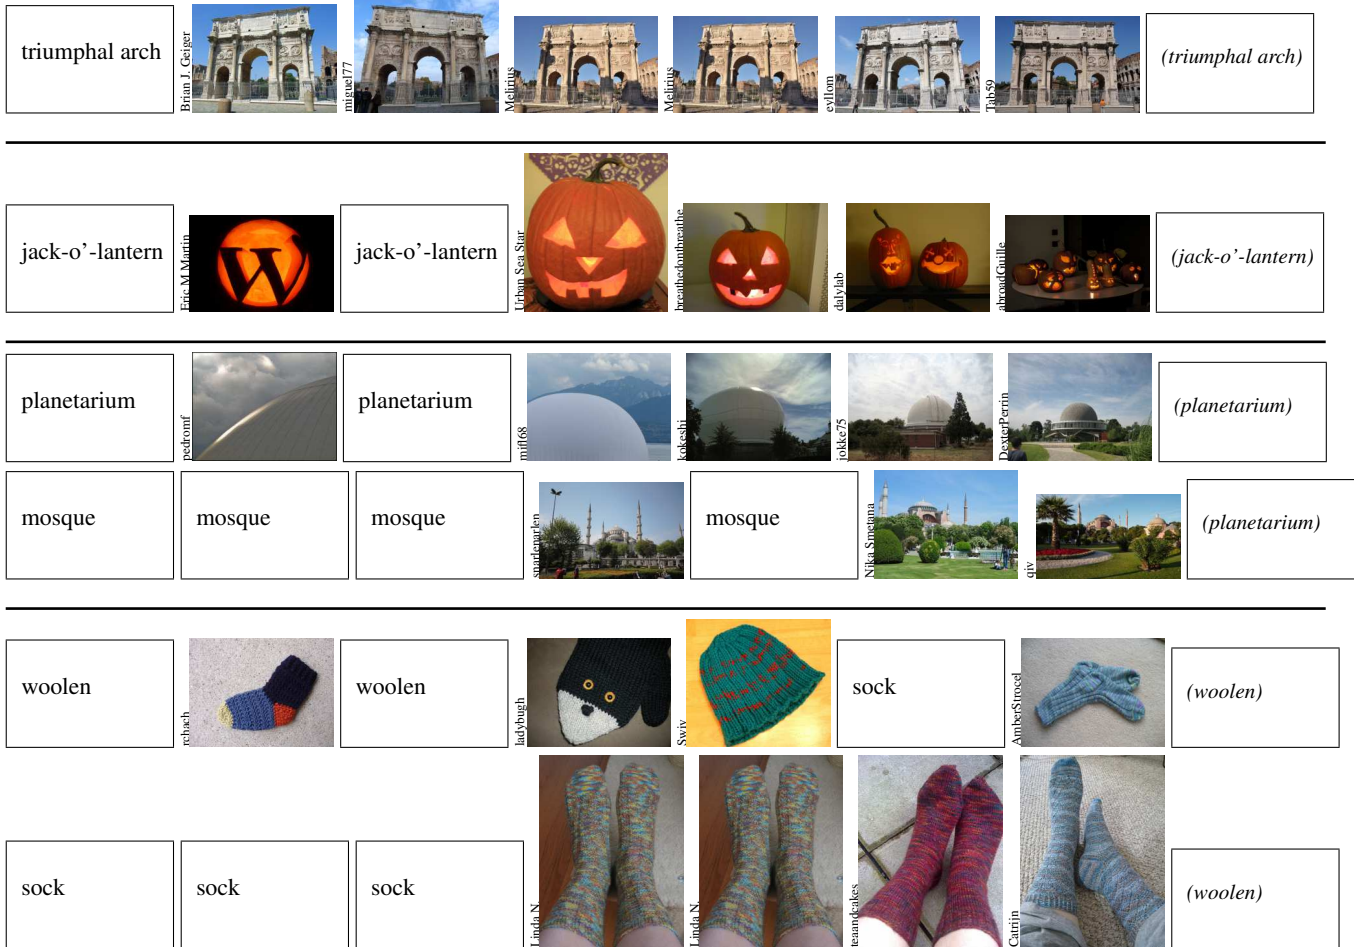 triumphal arch
Brian J. Geiger
miguel77
Melirius
Melirius
eyllom
Tab59
(triumphal arch)
jack-o’-lantern
Eric M Martin
W
jack-o’-lantern
Urban Sea Star
breathedonthreathe
dalylab
abroadGuille
(jack-o’-lantern)
planetarium
pedromf
planetarium
mifl68
kokeshi
jokke75
DexterPerrin
(planetarium)
mosque
mosque
mosque
mosque
Nika Smetana
qiv
(planetarium)
woolen
rchach
woolen
ladybugh
Swiv
sock
AmberStrocel
(woolen)
sock
sock
sock
Linda N.
Linda N.
teaandcakes
Catrijn
(woolen)